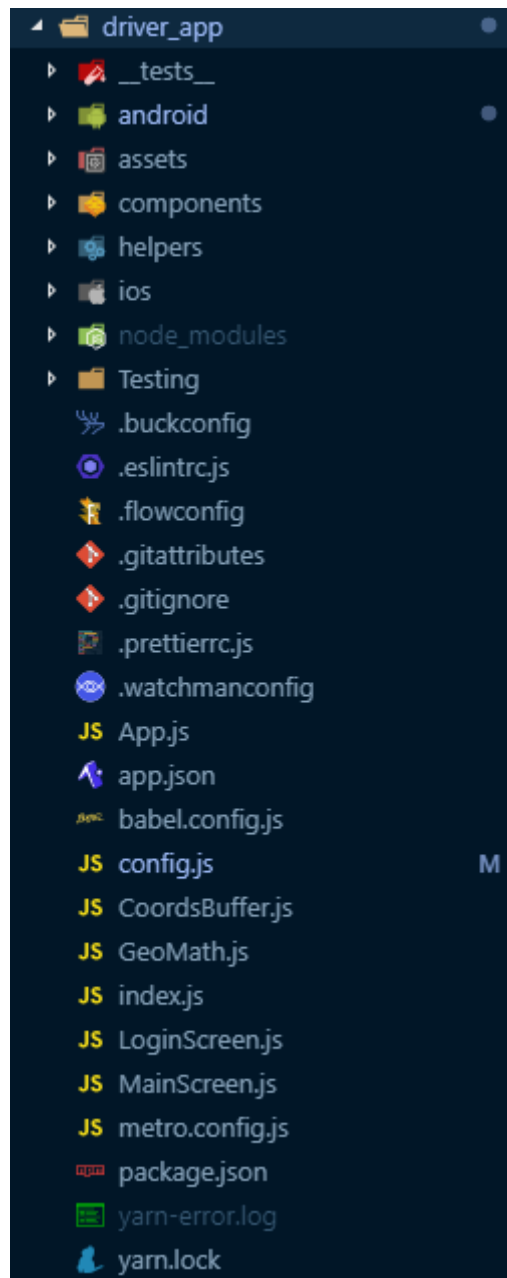 driver_app
__tests__
android
assets
components
helpers
ios
node_modules
Testing
.buckconfig
.eslintrc.js
.flowconfig
.gitattributes
.gitignore
.prettierrc.js
.watchmanconfig
JS App.js
app.json
babel.config.js
JS config.js M
JS CoordsBuffer.js
JS GeoMath.js
JS index.js
JS LoginScreen.js
JS MainScreen.js
JS metro.config.js
npm package.json
yarn-error.log
yarn.lock